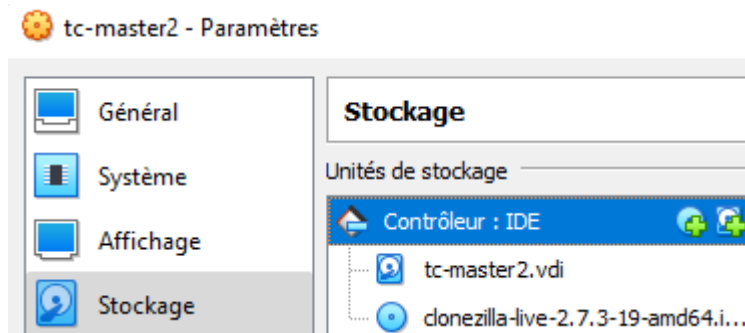 tc-master2 - Paramètres
Général
Système
Affichage
Stockage
Stockage
Unités de stockage
Contrôleur : IDE
tc-master2.vdi
clonezilla-live-2.7.3-19-amd64.i...